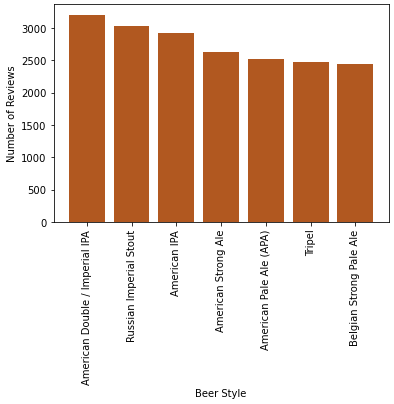 Number of Reviews
3000
2500
2000
1500
1000
500
0
American Double / Imperial IPA
Russian Imperial Stout
American IPA
American Strong Ale
American Pale Ale (APA)
Tripel
Belgian Strong Pale Ale
Beer Style